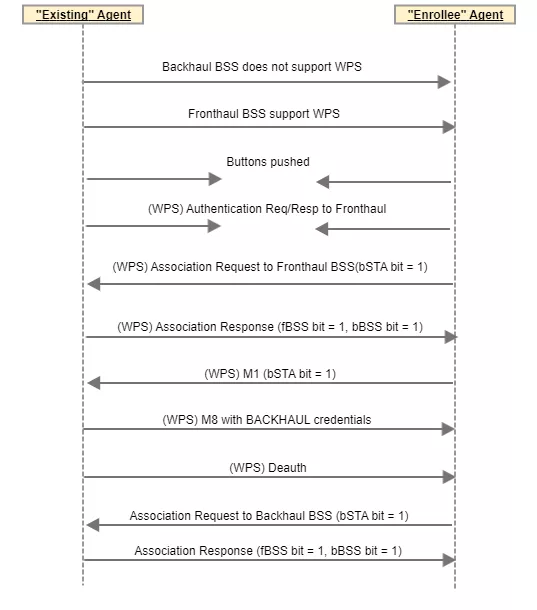 "Existing" Agent
"Enrollee" Agent
Backhaul BSS does not support WPS
Fronthaul BSS support WPS
Buttons pushed
(WPS) Authentication Req/Resp to Fronthaul
(WPS) Association Request to Fronthaul BSS(bSTA bit = 1)
(WPS) Association Response (fBSS bit = 1, bBSS bit = 1)
(WPS) M1 (bSTA bit = 1)
(WPS) M8 with BACKHAUL credentials
(WPS) Deauth
Association Request to Backhaul BSS (bSTA bit = 1)
Association Response (fBSS bit = 1, bBSS bit = 1)